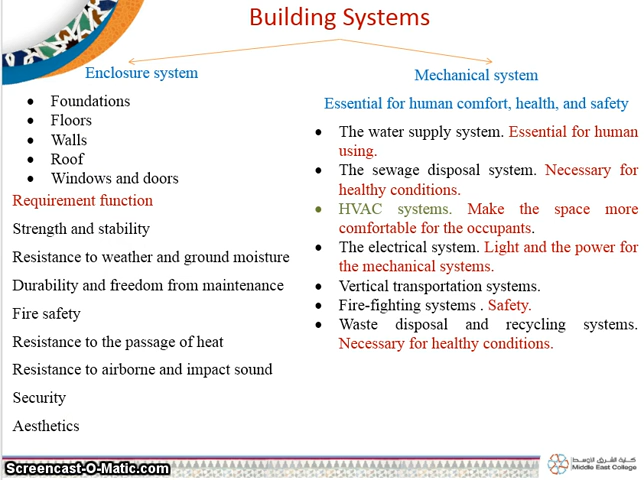 Building Systems
Enclosure system
• Foundations
• Floors
• Walls
• Roof
• Windows and doors
Requirement function
Strength and stability
Resistance to weather and ground moisture
Durability and freedom from maintenance
Fire safety
Resistance to the passage of heat
Resistance to airborne and impact sound
Security
Aesthetics
Mechanical system
Essential for human comfort, health, and safety
• The water supply system. Essential for human
using.
• The sewage disposal system. Necessary for
healthy conditions.
• HVAC systems. Make the space more
comfortable for the occupants.
• The electrical system. Light and the power for
the mechanical systems.
• Vertical transportation systems.
• Fire-fighting systems . Safety.
• Waste disposal and recycling systems.
Necessary for healthy conditions.
Screencast-O-Matic.com
كلية الشرق الأوسط
Middle East College